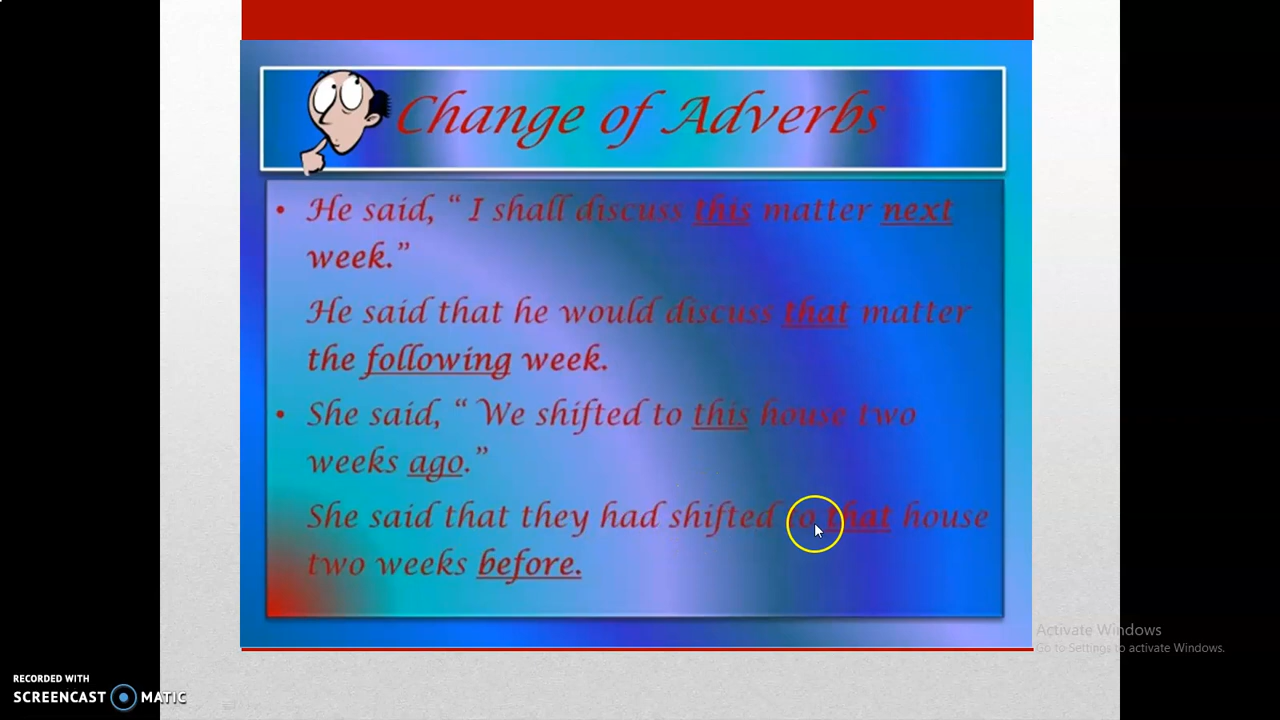 Change of Adverbs
• He said, “ I shall discuss this matter next
week.”
He said that he would discuss that matter
the following week.
• She said, “ We shifted to this house two
weeks ago.”
She said that they had shifted to that house
two weeks before.
Activate Windows
Go to Settings to activate Windows.
RECORDED WITH
SCREENCAST MATIC